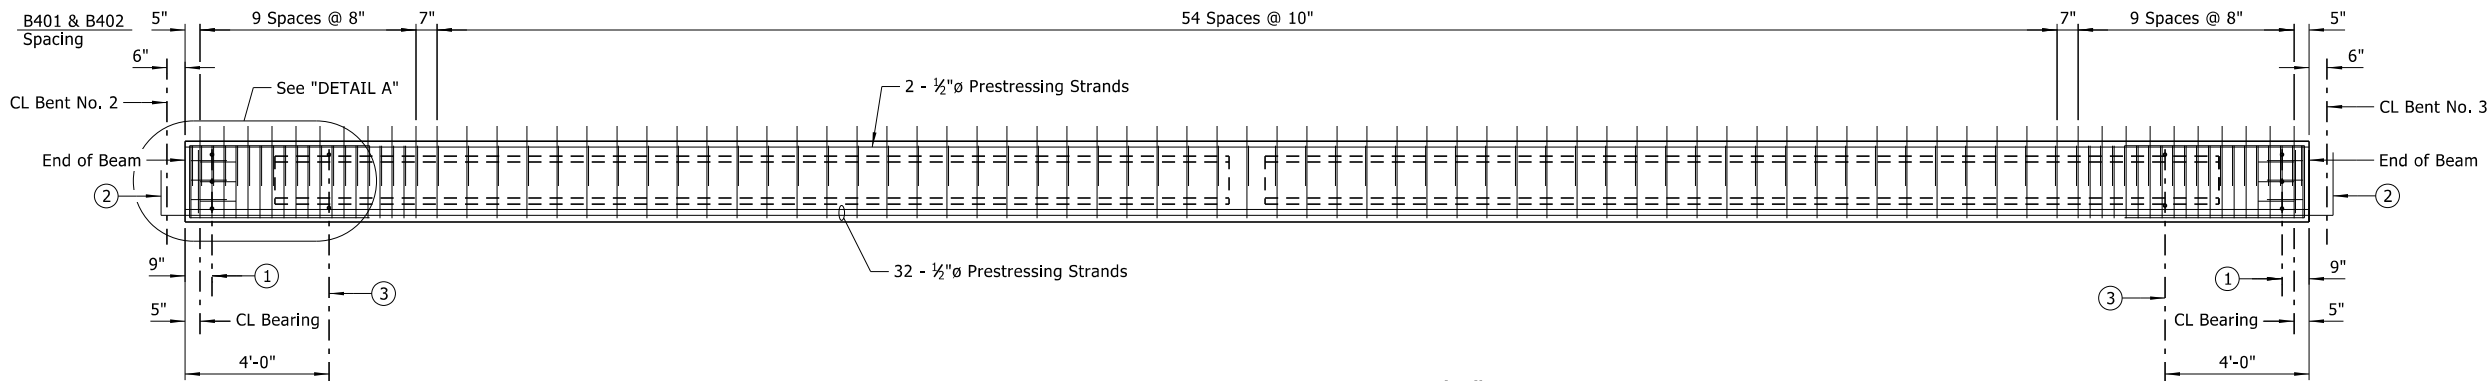 B401 & B402
Spacing
5"
9 Spaces @ 8"
7"
54 Spaces @ 10"
7"
9 Spaces @ 8"
5"
6"
6"
See "DETAIL A"
2 - ½"ø Prestressing Strands
CL Bent No. 2
CL Bent No. 3
End of Beam
End of Beam
2
2
32 - ½"ø Prestressing Strands
9"
1
1
9"
3
3
5"
CL Bearing
CL Bearing
5"
4'-0"
4'-0"